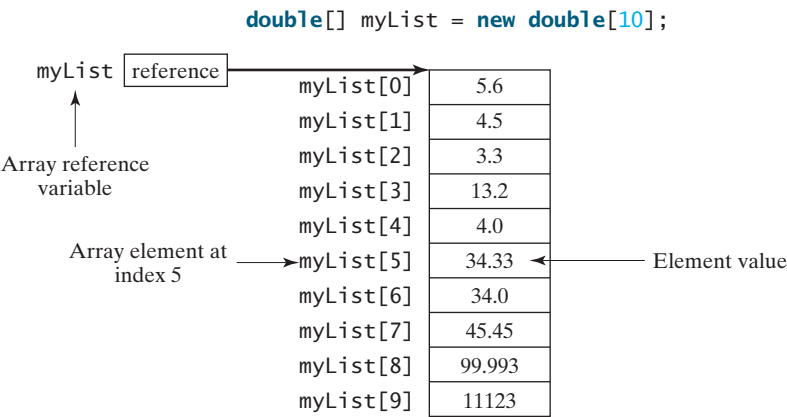 double[] myList = new double[10];
myList reference
myList[0] 5.6
myList[1] 4.5
Array reference
variable
myList[2] 3.3
myList[3] 13.2
myList[4] 4.0
Array element at
index 5
myList[5] 34.33
Element value
myList[6] 34.0
myList[7] 45.45
myList[8] 99.993
myList[9] 11123